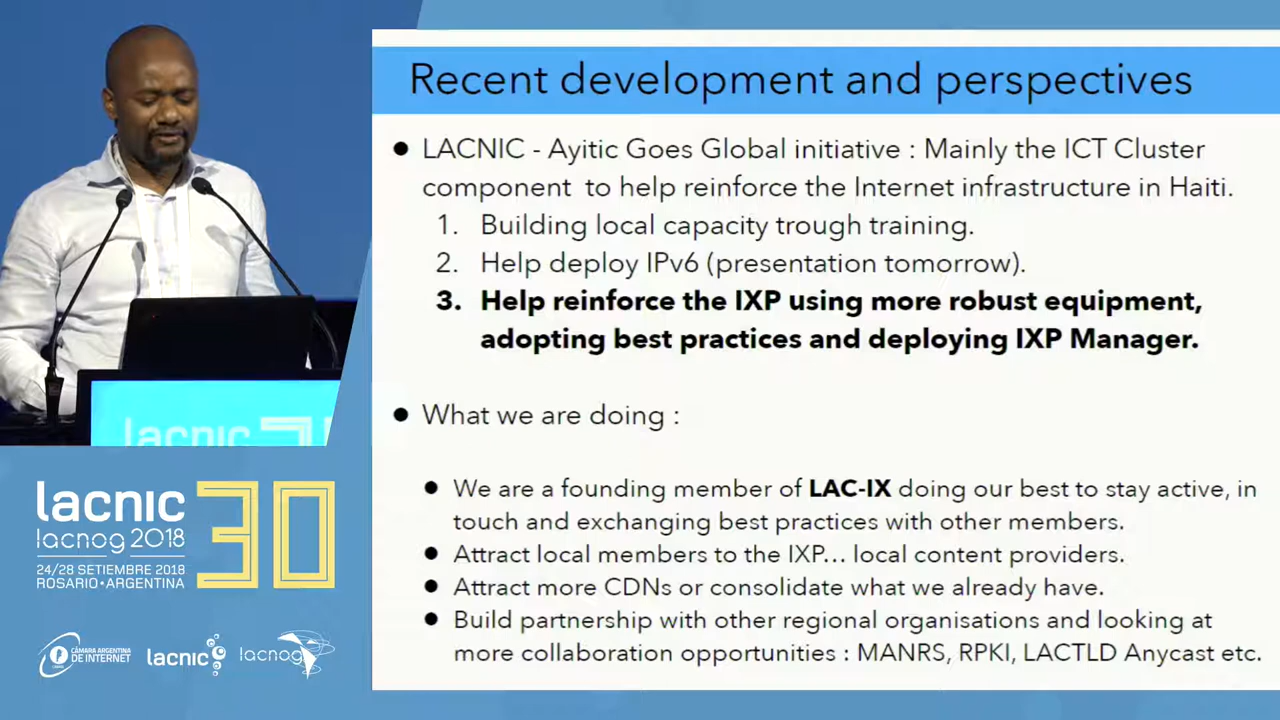 Recent development and perspectives
● LACNIC - Ayitic Goes Global initiative : Mainly the ICT Cluster
component to help reinforce the Internet infrastructure in Haiti.
1. Building local capacity trough training.
2. Help deploy IPv6 (presentation tomorrow).
3. Help reinforce the IXP using more robust equipment,
adopting best practices and deploying IXP Manager.
● What we are doing :
● We are a founding member of LAC-IX doing our best to stay active, in
touch and exchanging best practices with other members.
● Attract local members to the IXP... local content providers.
● Attract more CDNs or consolidate what we already have.
● Build partnership with other regional organisations and looking at
more collaboration opportunities : MANRS, RPKI, LACTLD Anycast etc.
lacnic
lacnic 30
lacnog 2018
24/28 SETIEMBRE 2018
ROSARIO•ARGENTINA
CÁMARA ARGENTINA
DE INTERNET
lacnic
lacnog